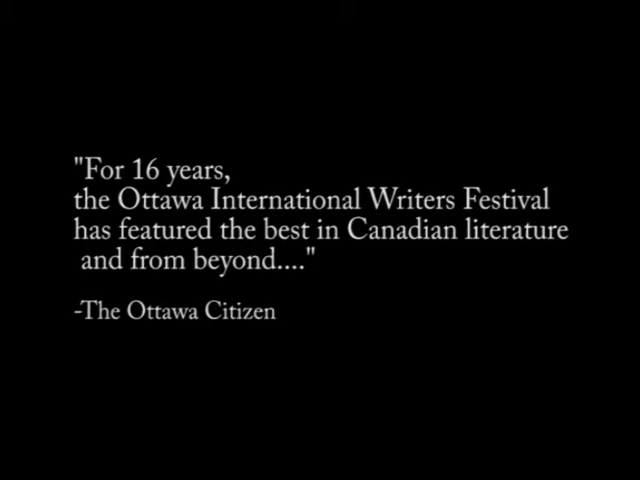 "For 16 years,
the Ottawa International Writers Festival
has featured the best in Canadian literature
and from beyond...."
-The Ottawa Citizen